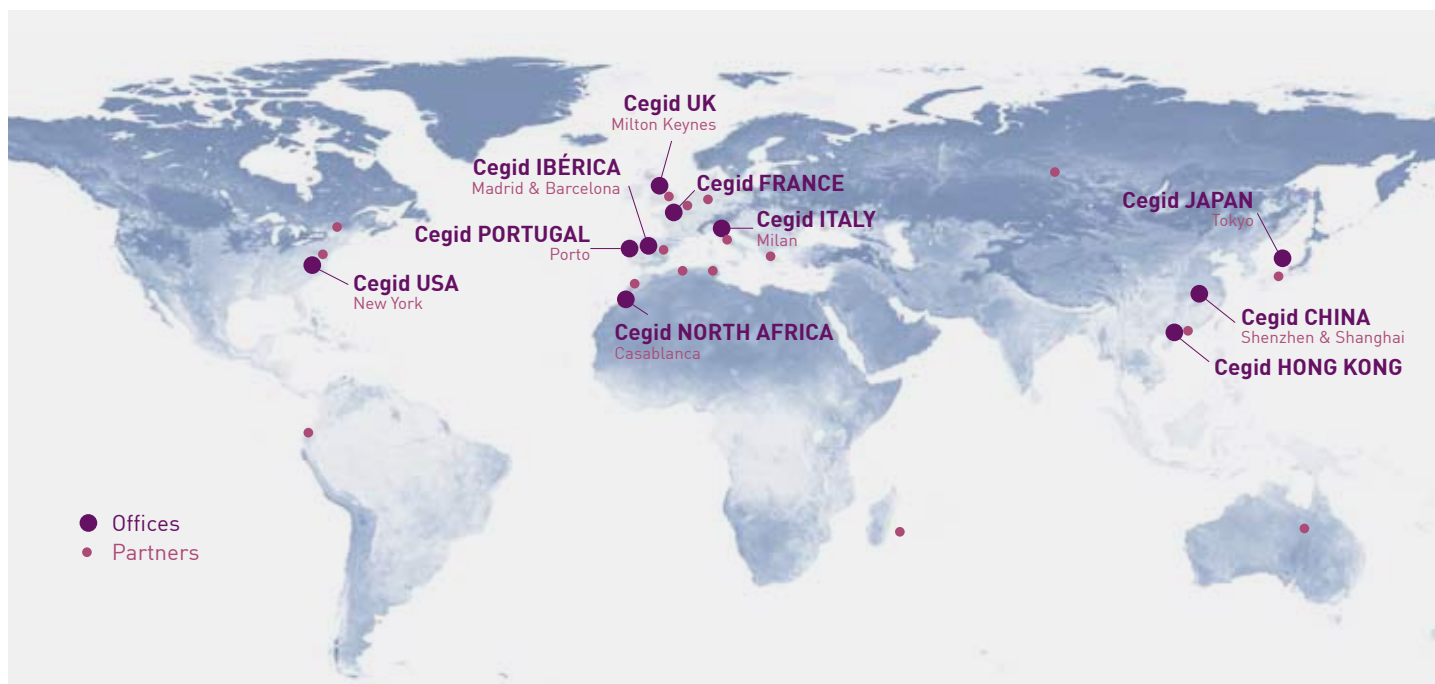 Cegid UK
Milton Keynes
Cegid IBÉRICA
Madrid & Barcelona
Cegid FRANCE
Cegid PORTUGAL
Porto
Cegid ITALY
Milan
Cegid JAPAN
Tokyo
Cegid USA
New York
Cegid NORTH AFRICA
Casablanca
Cegid CHINA
Shenzhen & Shanghai
Cegid HONG KONG
Offices
Partners